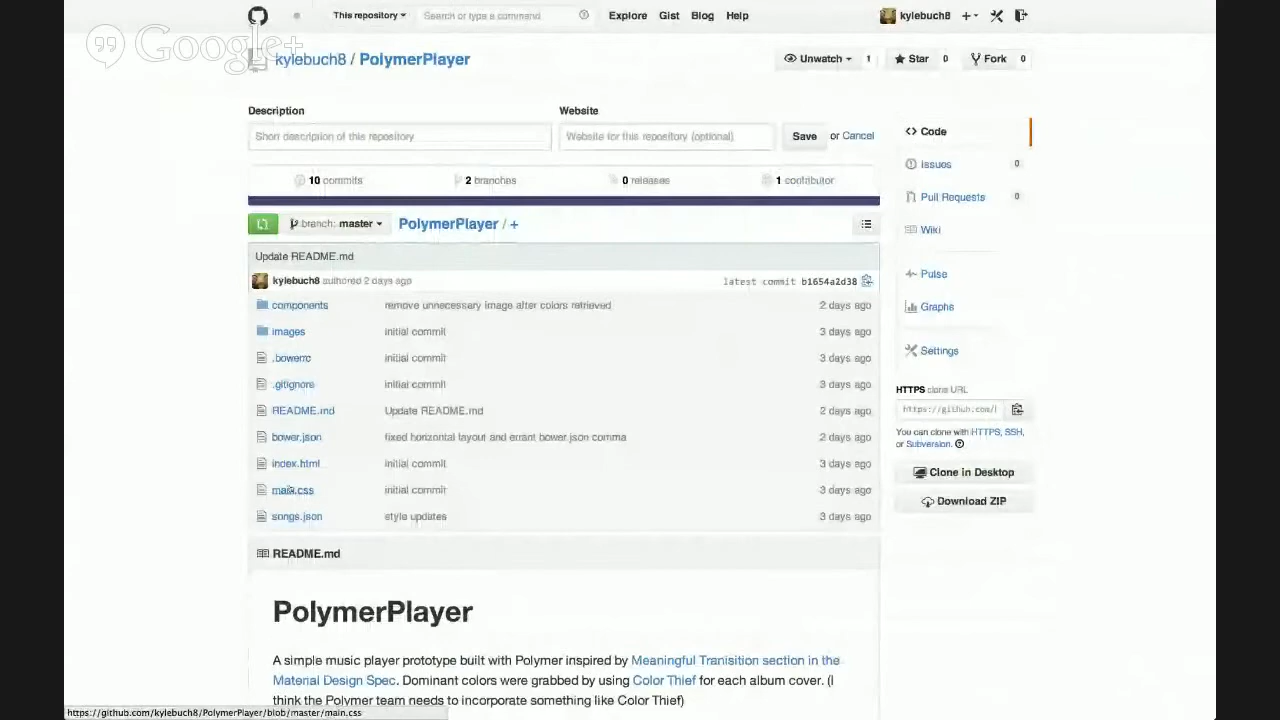 This repository Search or type a command Explore Gist Blog Help kylebuch8
Google+
kylebuch8 / PolymerPlayer Unwatch 1 Star 0 Fork 0
Description Website
Short description of this repository Website for this repository (optional) Save or Cancel
10 commits 2 branches 0 releases 1 contributor
branch: master PolymerPlayer / +
Update README.md
kylebuch8 authored 2 days ago latest commit b1654a2d38
components remove unnecessary image after colors retrieved 2 days ago
images initial commit 3 days ago
.bowerrc initial commit 3 days ago
.gitignore initial commit 3 days ago
README.md Update README.md 2 days ago
bower.json fixed horizontal layout and errant bower.json comma 2 days ago
index.html initial commit 3 days ago
main.css initial commit 3 days ago
songs.json style updates 3 days ago
README.md
PolymerPlayer
A simple music player prototype built with Polymer inspired by Meaningful Tranisition section in the
Material Design Spec. Dominant colors were grabbed by using Color Thief for each album cover. (I
think the Polymer team needs to incorporate something like Color Thief)
Code
Issues 0
Pull Requests 0
Wiki
Pulse
Graphs
Settings
HTTPS clone URL
https://github.com/
You can clone with HTTPS, SSH,
or Subversion.
Clone in Desktop
Download ZIP
https://github.com/kylebuch8/PolymerPlayer/blob/master/main.css